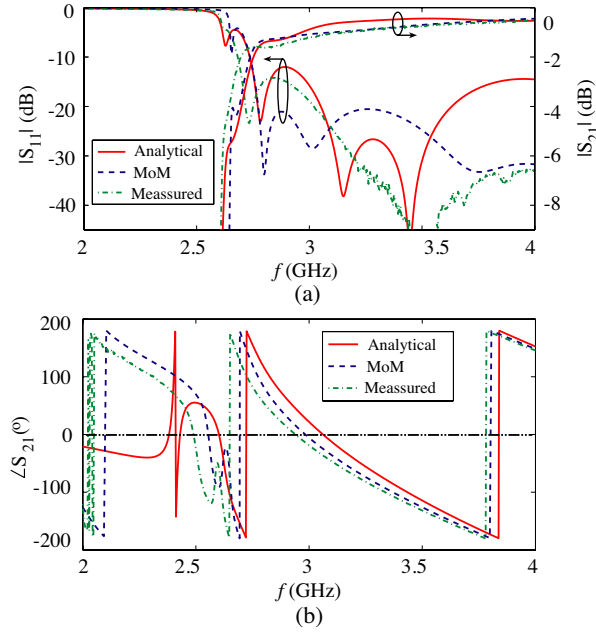 0
-10
-20
-30
-40
|S11| (dB)
0
-2
-4
-6
-8
|S21| (dB)
Analytical
MoM
Meassured
2 2.5 3 3.5 4
f (GHz)
(a)
200
100
0
-100
-200
∠S21(º)
Analytical
MoM
Meassured
2 2.5 3 3.5 4
f (GHz)
(b)